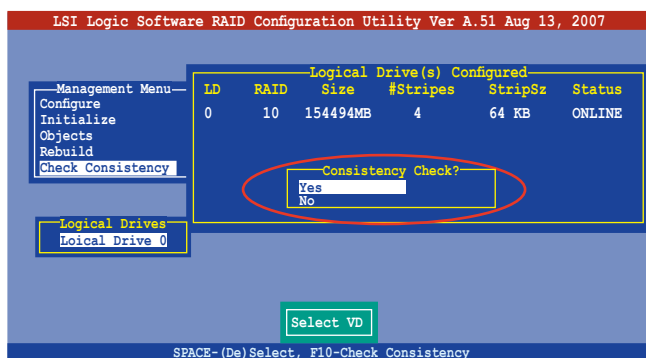 LSI Logic Software RAID Configuration Utility Ver A.51 Aug 13, 2007
Management Menu
Configure
Initialize
Objects
Rebuild
Check Consistency
Logical Drive(s) Configured
LD RAID Size #Stripes StripSz Status
0 10 154494MB 4 64 KB ONLINE
Consistency Check?
Yes
No
Logical Drives
Loical Drive 0
Select VD
SPACE-(De)Select, F10-Check Consistency